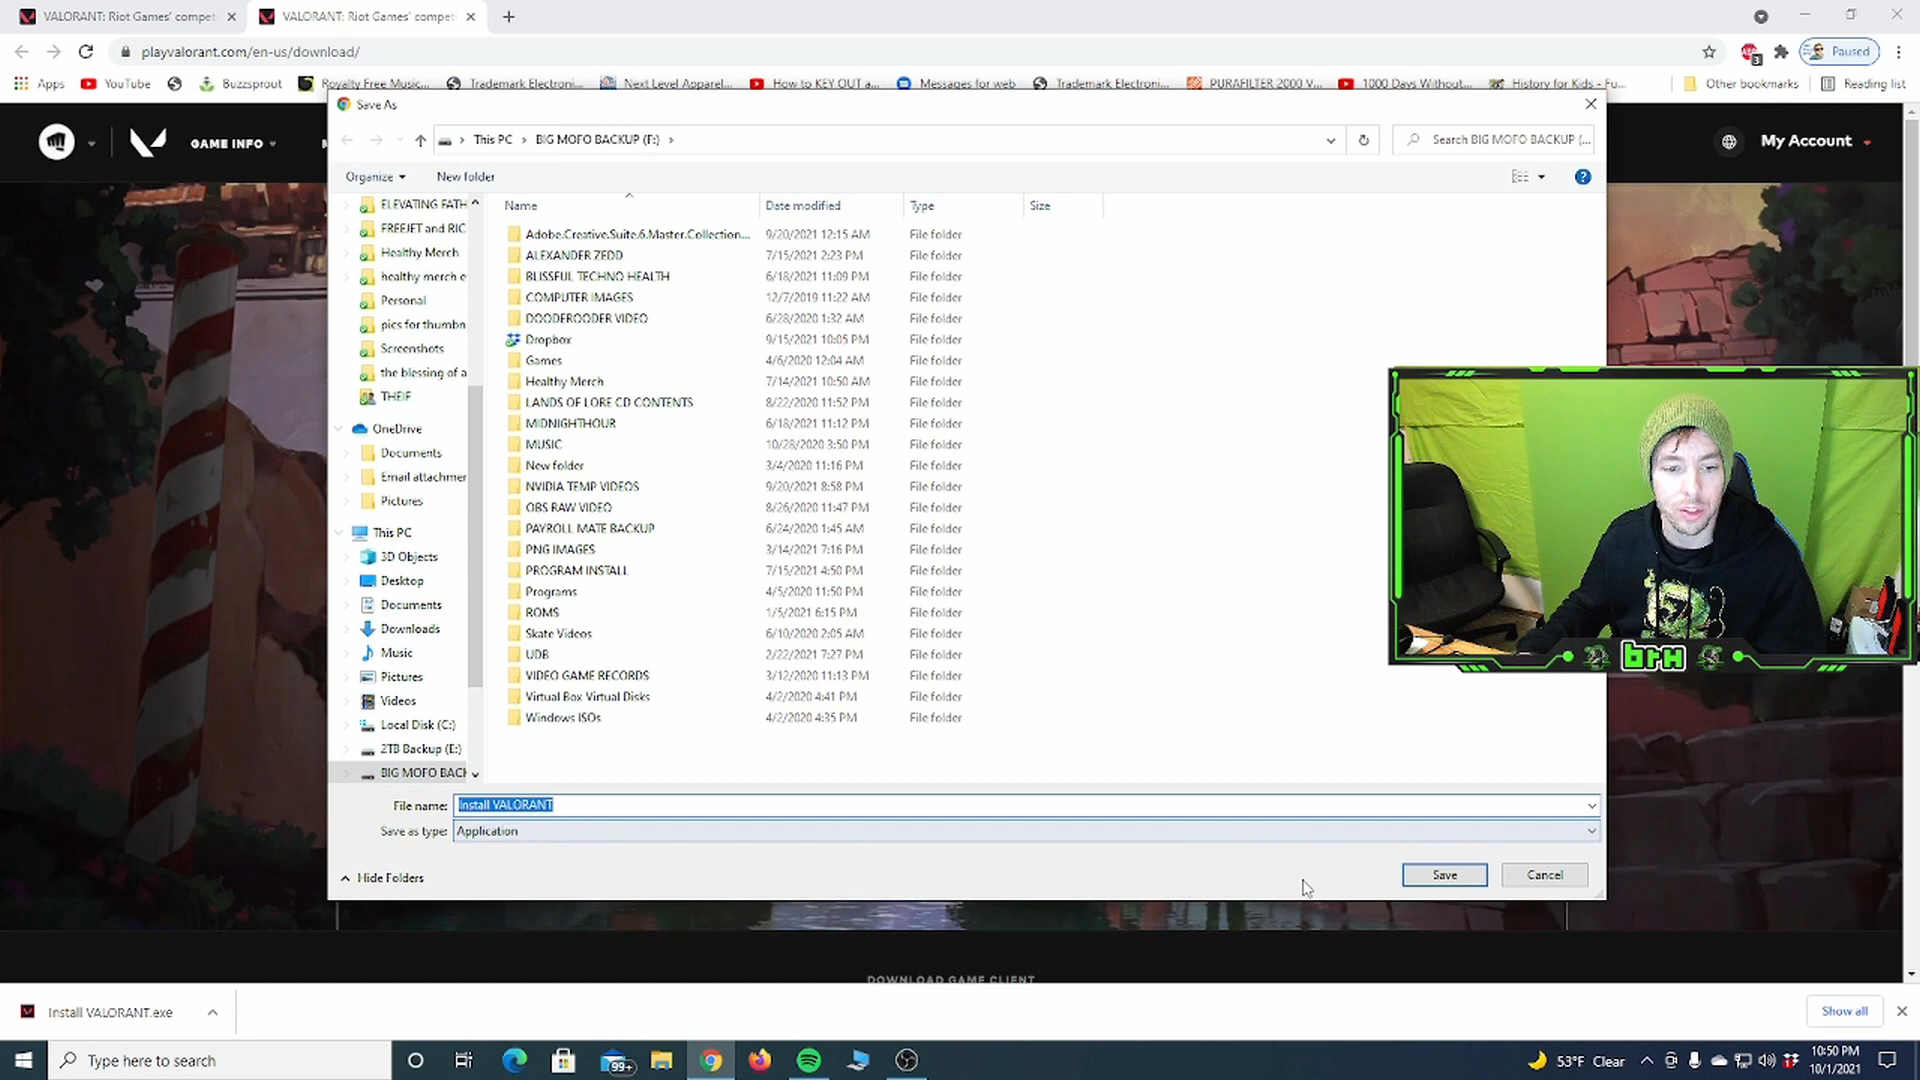 VALORANT: Riot Games' compet
VALORANT: Riot Games' compet
playvalorant.com/en-us/download/
3
Paused
Apps
YouTube
Buzzsprout
Royalty Free Music...
Trademark Electroni...
Next Level Apparel...
How to KEY OUT a...
Messages for web
Trademark Electroni...
PURAFILTER 2000 V...
1000 Days Without...
History for Kids - Fu...
Other bookmarks
Reading list
GAME INFO
My Account
Save As
This PC > BIG MOFO BACKUP (F:) >
Search BIG MOFO BACKUP (...
Organize
New folder
ELEVATING FATH
FREEJET and RIC
Healthy Merch
healthy merch e
Personal
pics for thumbn
Screenshots
the blessing of a
THEIF
OneDrive
Documents
Email attachmer
Pictures
This PC
3D Objects
Desktop
Documents
Downloads
Music
Pictures
Videos
Local Disk (C:)
2TB Backup (E:)
BIG MOFO BACK
Name Date modified Type Size
Adobe.Creative.Suite.6.Master.Collection... 9/20/2021 12:15 AM File folder
ALEXANDER ZEDD 7/15/2021 2:23 PM File folder
BLISSFUL TECHNO HEALTH 6/18/2021 11:09 PM File folder
COMPUTER IMAGES 12/7/2019 11:22 AM File folder
DOODEROODER VIDEO 6/28/2020 1:32 AM File folder
Dropbox 9/15/2021 10:05 PM File folder
Games 4/6/2020 12:04 AM File folder
Healthy Merch 7/14/2021 10:50 AM File folder
LANDS OF LORE CD CONTENTS 8/22/2020 11:52 PM File folder
MIDNIGHTHOUR 6/18/2021 11:12 PM File folder
MUSIC 10/28/2020 3:50 PM File folder
New folder 3/4/2020 11:16 PM File folder
NVIDIA TEMP VIDEOS 9/20/2021 8:58 PM File folder
OBS RAW VIDEO 8/26/2020 11:47 PM File folder
PAYROLL MATE BACKUP 6/24/2020 1:45 AM File folder
PNG IMAGES 3/14/2021 7:16 PM File folder
PROGRAM INSTALL 7/15/2021 4:50 PM File folder
Programs 4/5/2020 11:50 PM File folder
ROMS 1/5/2021 6:15 PM File folder
Skate Videos 6/10/2020 2:05 AM File folder
UDB 2/22/2021 7:27 PM File folder
VIDEO GAME RECORDS 3/12/2020 11:13 PM File folder
Virtual Box Virtual Disks 4/2/2020 4:41 PM File folder
Windows ISOs 4/2/2020 4:35 PM File folder
brh
File name: Install VALORANT
Save as type: Application
Hide Folders
Save
Cancel
DOWNLOAD GAME CLIENT
Install VALORANT.exe
Show all
Type here to search
99+
53°F Clear
10:50 PM
10/1/2021